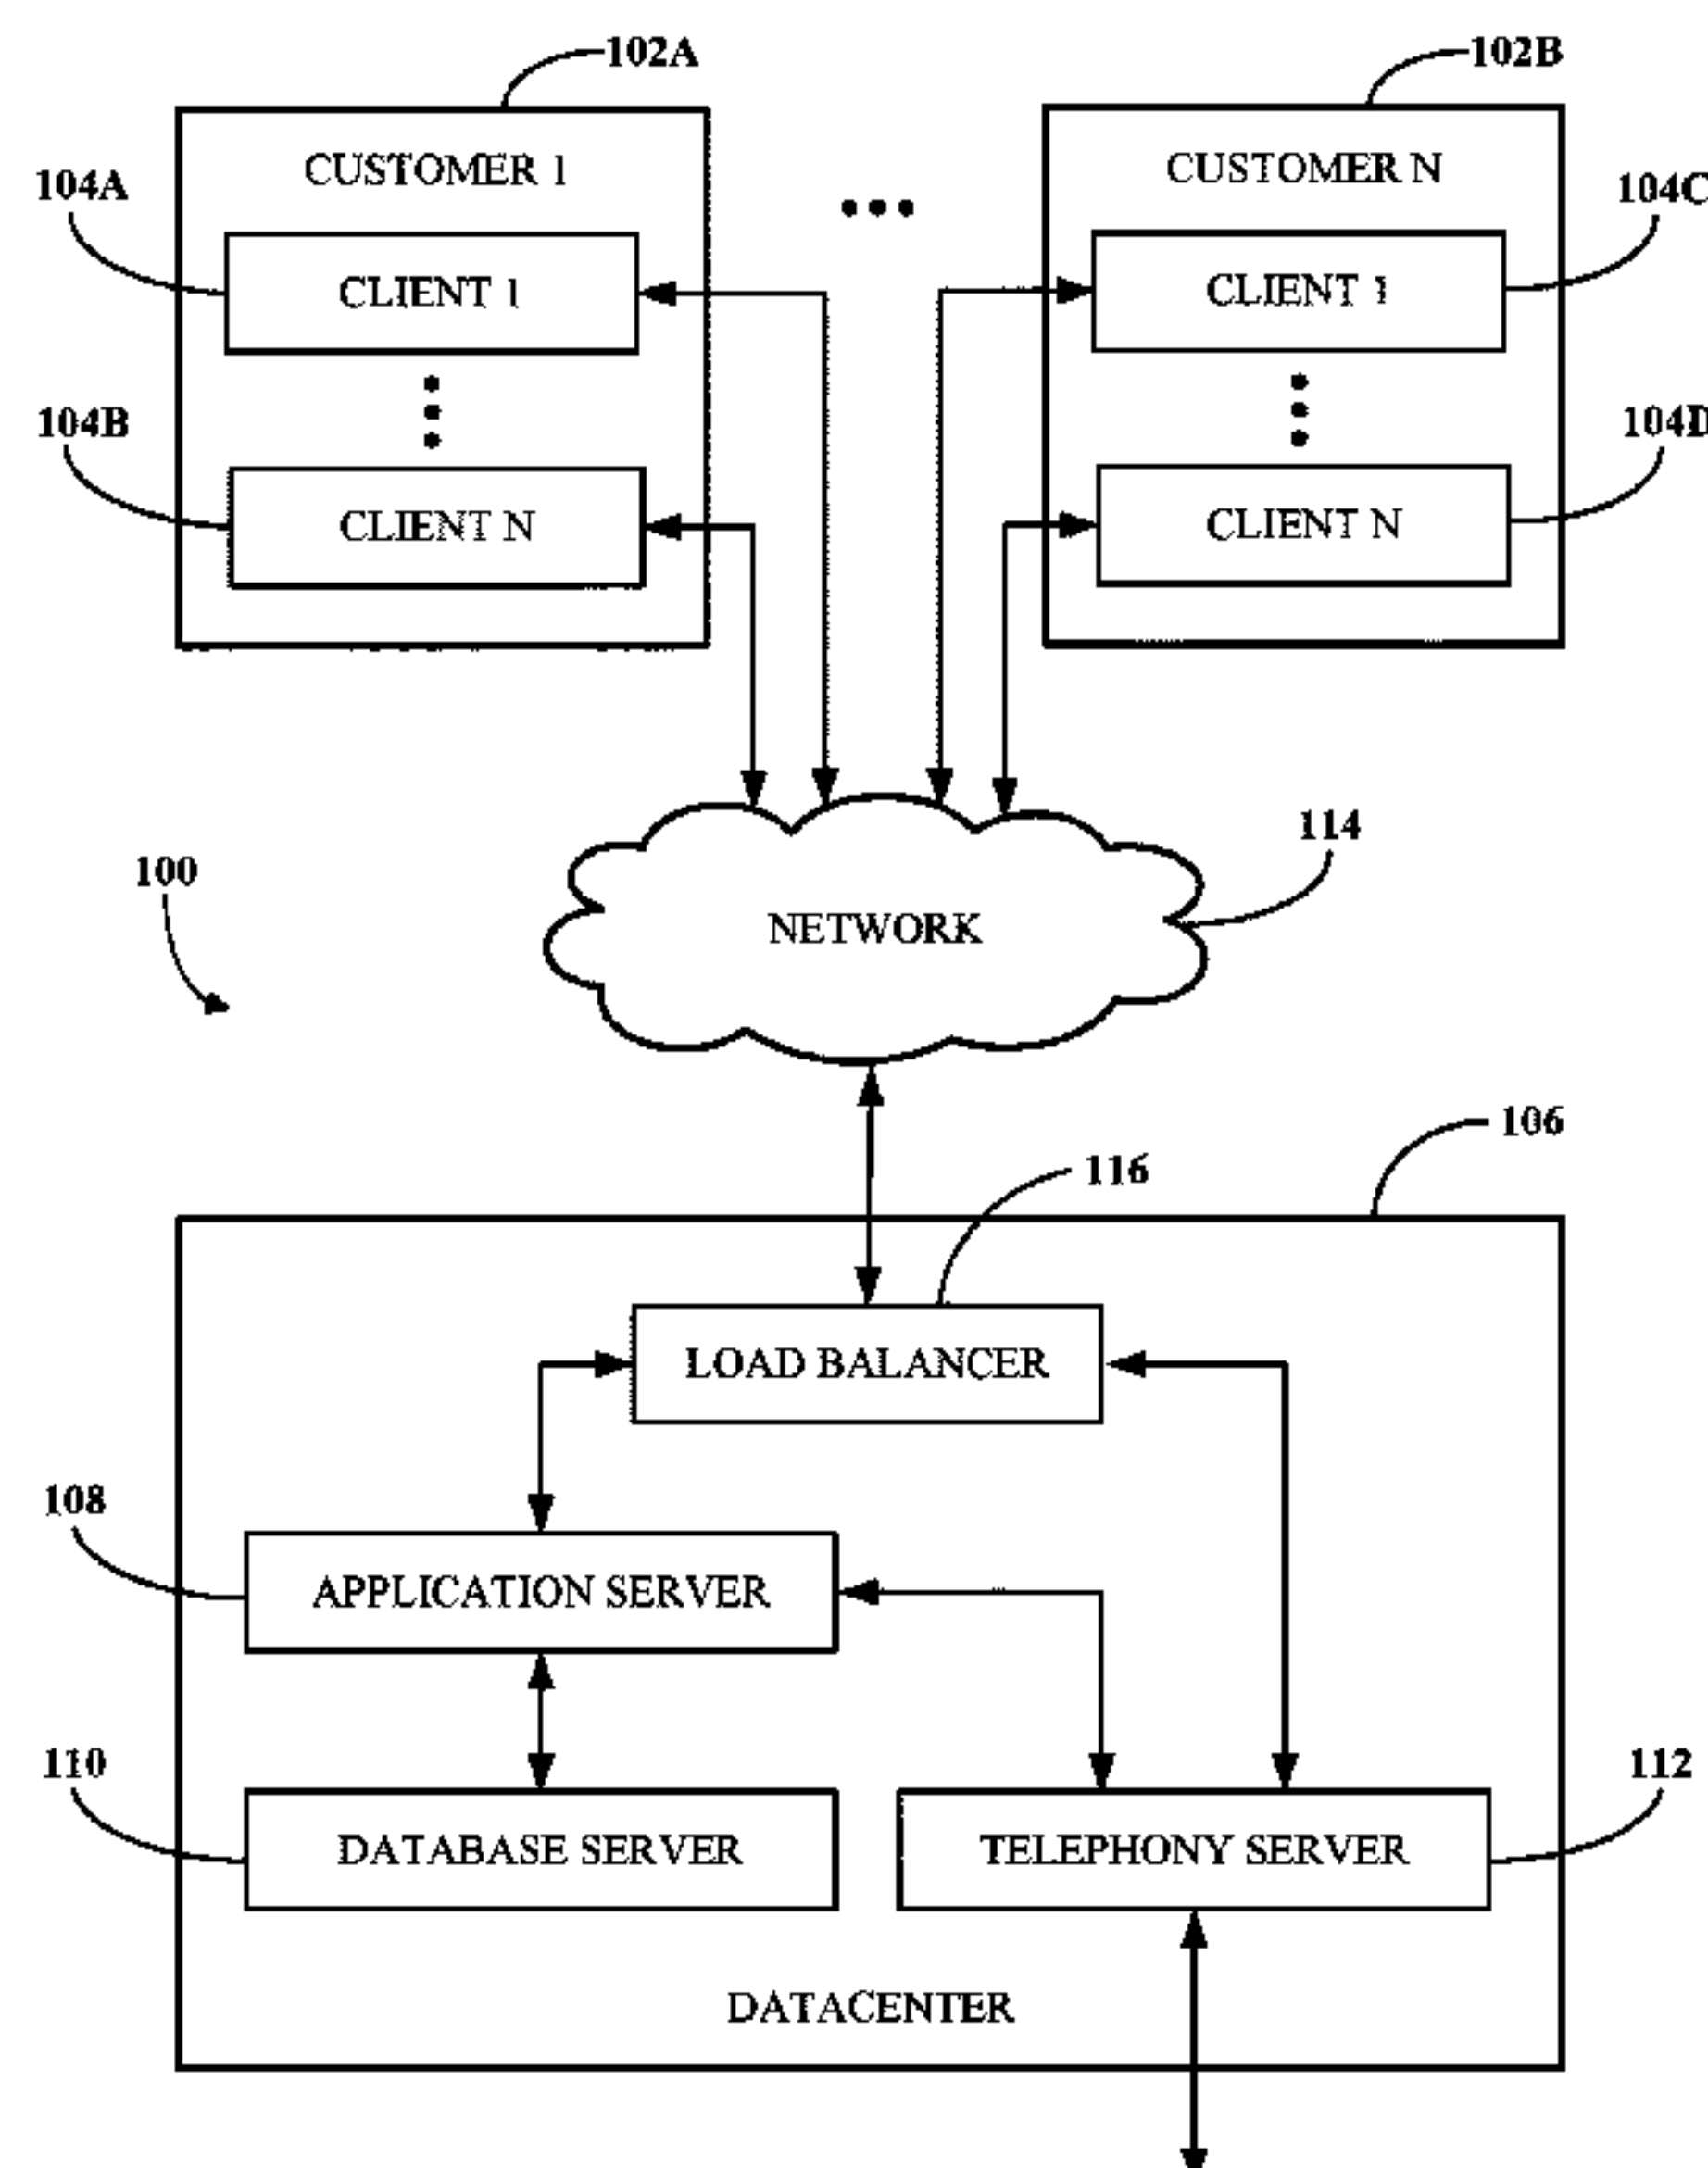 102A
102B
CUSTOMER 1
CUSTOMER N
104A
104C
CLIENT 1
CLIENT 1
104B
104D
CLIENT N
CLIENT N
114
100
NETWORK
106
116
LOAD BALANCER
108
APPLICATION SERVER
110
112
DATABASE SERVER
TELEPHONY SERVER
DATACENTER